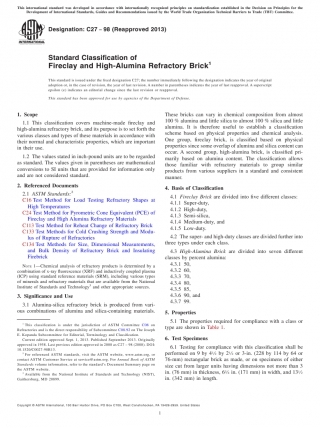 This international standard was developed in accordance with internationally recognized principles on standardization established in the Decision on Principles for the
Development of International Standards, Guides and Recommendations issued by the World Trade Organization Technical Barriers to Trade (TBT) Committee.
Designation: C27 − 98 (Reapproved 2013)
Standard Classification of
Fireclay and High-Alumina Refractory Brick¹
This standard is issued under the fixed designation C27; the number immediately following the designation indicates the year of original
adoption or, in the case of revision, the year of last revision. A number in parentheses indicates the year of last reapproval. A superscript
epsilon (ε) indicates an editorial change since the last revision or reapproval.
This standard has been approved for use by agencies of the Department of Defense.
1. Scope
1.1 This classification covers machine-made fireclay and
high-alumina refractory brick, and its purpose is to set forth the
various classes and types of these materials in accordance with
their normal and characteristic properties, which are important
in their use.
1.2 The values stated in inch-pound units are to be regarded
as standard. The values given in parentheses are mathematical
conversions to SI units that are provided for information only
and are not considered standard.
2. Referenced Documents
2.1 ASTM Standards:²
C16 Test Method for Load Testing Refractory Shapes at
High Temperatures
C24 Test Method for Pyrometric Cone Equivalent (PCE) of
Fireclay and High Alumina Refractory Materials
C113 Test Method for Reheat Change of Refractory Brick
C133 Test Methods for Cold Crushing Strength and Modu-
lus of Rupture of Refractories
C134 Test Methods for Size, Dimensional Measurements,
and Bulk Density of Refractory Brick and Insulating
Firebrick
NOTE 1—Chemical analysis of refractory products is determined by a
combination of x-ray fluorescence (XRF) and inductively coupled plasma
(ICP) using standard reference materials (SRM), including various types
of minerals and refractory materials that are available from the National
Institute of Standards and Technology³ and other appropriate sources.
3. Significance and Use
3.1 Alumina-silica refractory brick is produced from vari-
ous combinations of alumina and silica-containing materials.
¹ This classification is under the jurisdiction of ASTM Committee C08 on
Refractories and is the direct responsibility of Subcommittee C08.92 on The Joseph
E. Kopanda Subcommittee for Editorial, Terminology and Classification.
Current edition approved Sept. 1, 2013. Published September 2013. Originally
approved in 1920. Last previous edition approved in 2008 as C27 – 98 (2008). DOI:
10.1520/C0027-98R13.
² For referenced ASTM standards, visit the ASTM website, www.astm.org, or
contact ASTM Customer Service at service@astm.org. For Annual Book of ASTM
Standards volume information, refer to the standard's Document Summary page on
the ASTM website.
³ Available from the National Institute of Standards and Technology (NIST),
Gaithersburg, MD 20899.
These bricks can vary in chemical composition from almost
100 % alumina and little silica to almost 100 % silica and little
alumina. It is therefore useful to establish a classification
scheme based on physical properties and chemical analysis.
One group, fireclay brick, is classified based on physical
properties since some overlap of alumina and silica content can
occur. A second group, high-alumina brick, is classified pri-
marily based on alumina content. The classification allows
those familiar with refractory materials to group similar
products from various suppliers in a standard and consistent
manner.
4. Basis of Classification
4.1 Fireclay Brick are divided into five different classes:
4.1.1 Super-duty,
4.1.2 High-duty,
4.1.3 Semi-silica,
4.1.4 Medium-duty, and
4.1.5 Low-duty.
4.2 The super- and high-duty classes are divided further into
three types under each class.
4.3 High-Alumina Brick are divided into seven different
classes by percent alumina:
4.3.1 50,
4.3.2 60,
4.3.3 70,
4.3.4 80,
4.3.5 85,
4.3.6 90, and
4.3.7 99.
5. Properties
5.1 The properties required for compliance with a class or
type are shown in Table 1.
6. Test Specimens
6.1 Testing for compliance with this classification shall be
performed on 9 by 4½ by 2½ or 3-in. (228 by 114 by 64 or
76-mm) rectangular brick as made, or on specimens of either
size cut from larger units having dimensions not more than 3
in. (76 mm) in thickness, 6¾ in. (171 mm) in width, and 13½
in. (342 mm) in length.
Copyright © ASTM International, 100 Barr Harbor Drive, PO Box C700, West Conshohocken, PA 19428-2959. United States
1